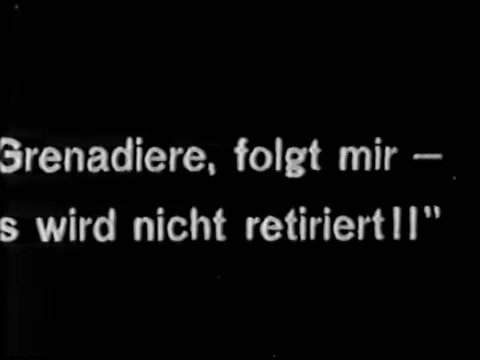 Grenadiere, folgt mir —
s wird nicht retiriert!!"